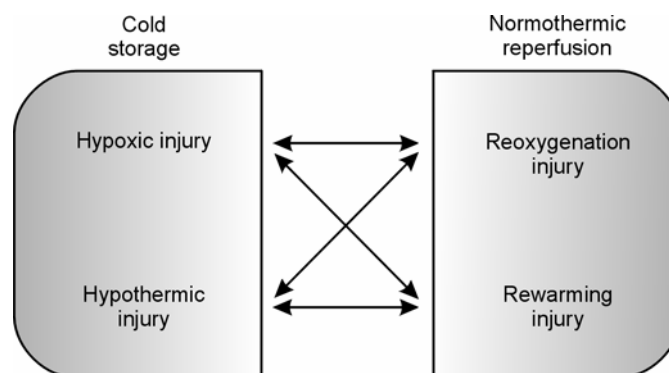 Cold
storage
Normothermic
reperfusion
Hypoxic injury
Reoxygenation
injury
Hypothermic
injury
Rewarming
injury